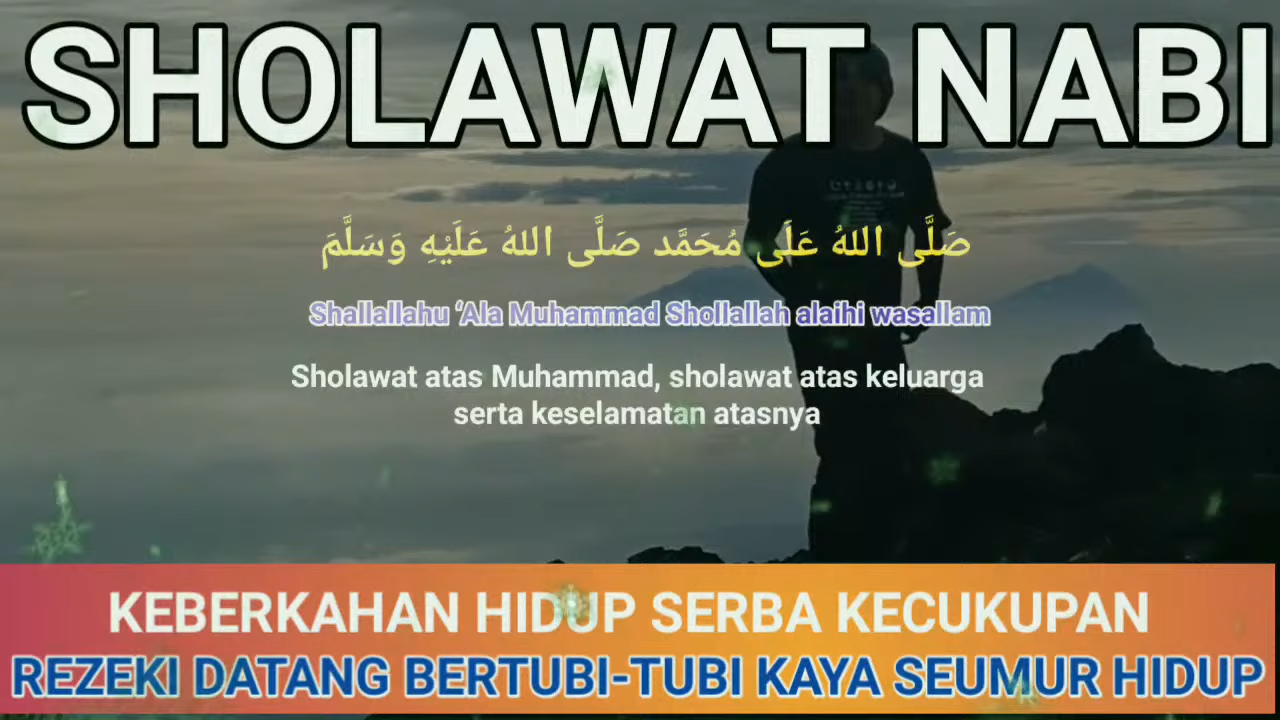 SHOLAWAT NABI
صَلَّى اللهُ عَلَى مُحَمَّد صَلَّى اللهُ عَلَيْهِ وَسَلَّمَ
Shallallahu ‘Ala Muhammad Shollallah alaihi wasallam
Sholawat atas Muhammad, sholawat atas keluarga
serta keselamatan atasnya
KEBERKAHAN HIDUP SERBA KECUKUPAN
REZEKI DATANG BERTUBI-TUBI KAYA SEUMUR HIDUP